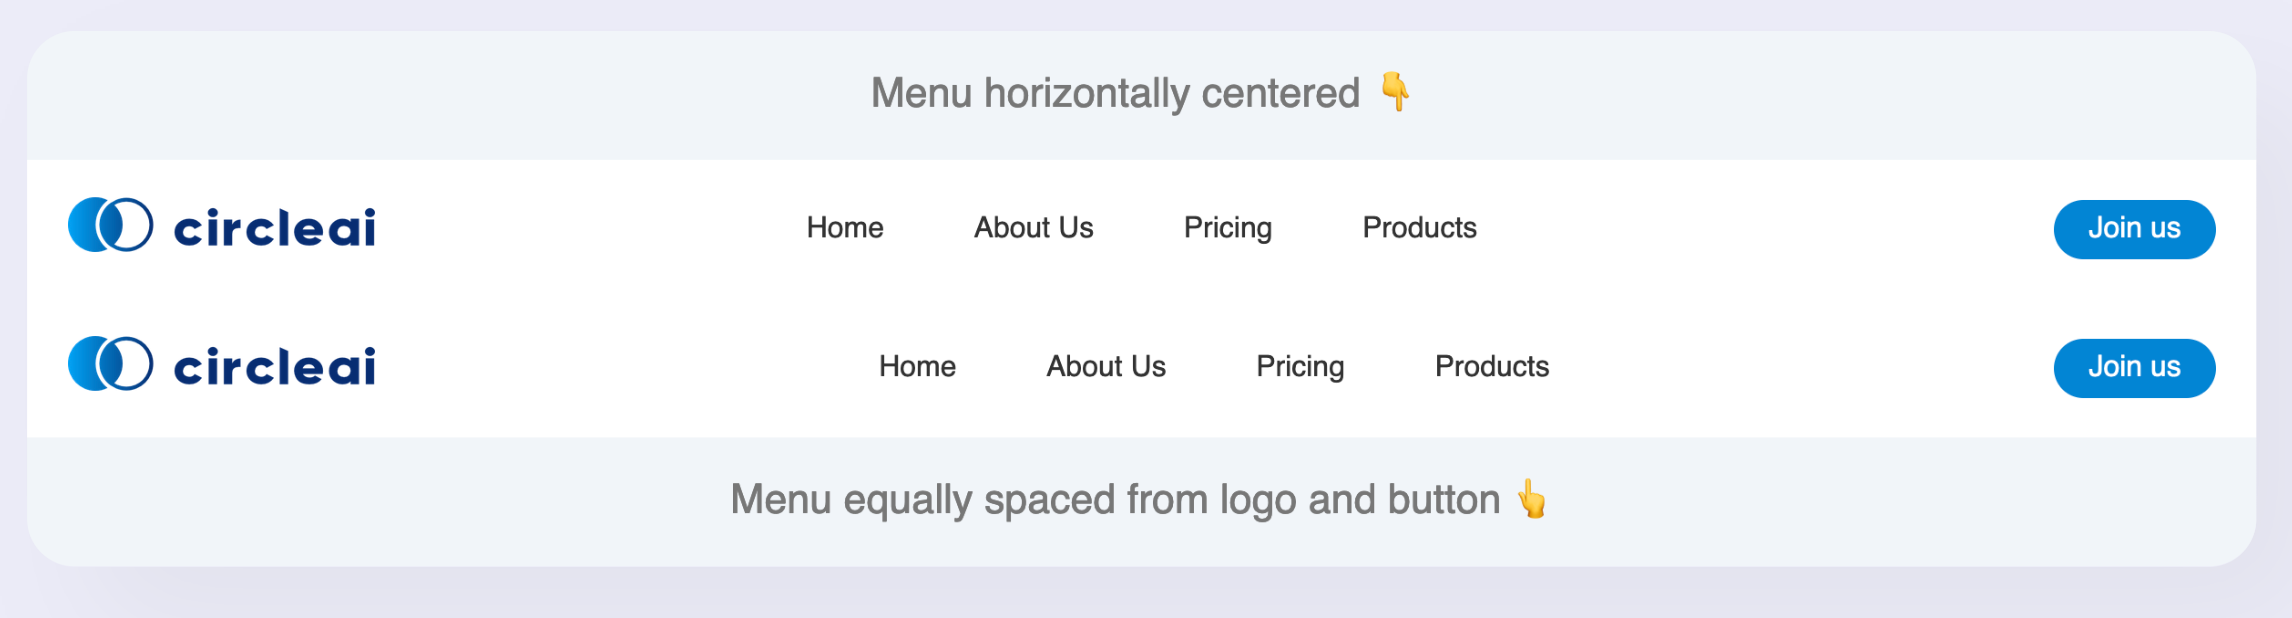 Menu horizontally centered 👇
circleai Home About Us Pricing Products Join us
circleai Home About Us Pricing Products Join us
Menu equally spaced from logo and button 👆